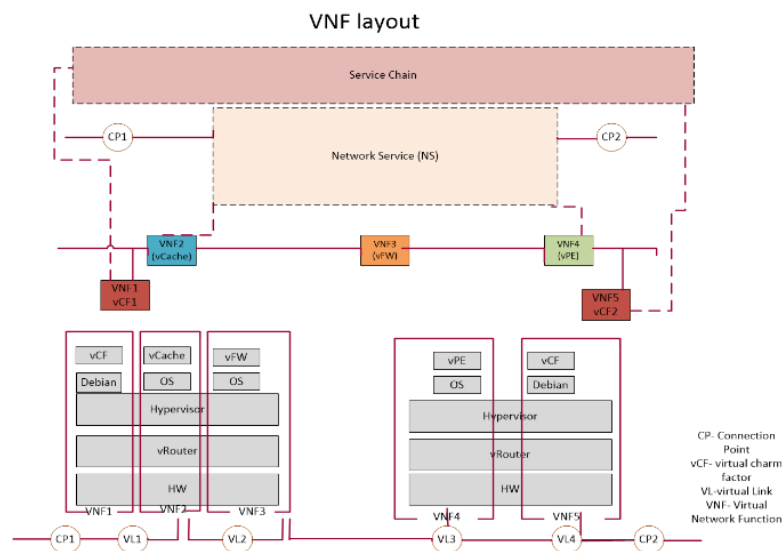 VNF layout
Service Chain
CP1
CP2
Network Service (NS)
VNF2
(vCache)
VNF3
(vFW)
VNF4
(vPE)
VNF1
vCF1
VNF5
vCF2
vCF
vCache
vFW
Debian
OS
OS
Hypervisor
vRouter
HW
VNF1
VNF2
VNF3
vPE
vCF
OS
Debian
Hypervisor
vRouter
HW
VNF4
VNF5
CP- Connection
Point
vCF- virtual charm
factor
VL-virtual Link
VNF- Virtual
Network Function
CP1
VL1
VL2
VL3
VL4
CP2